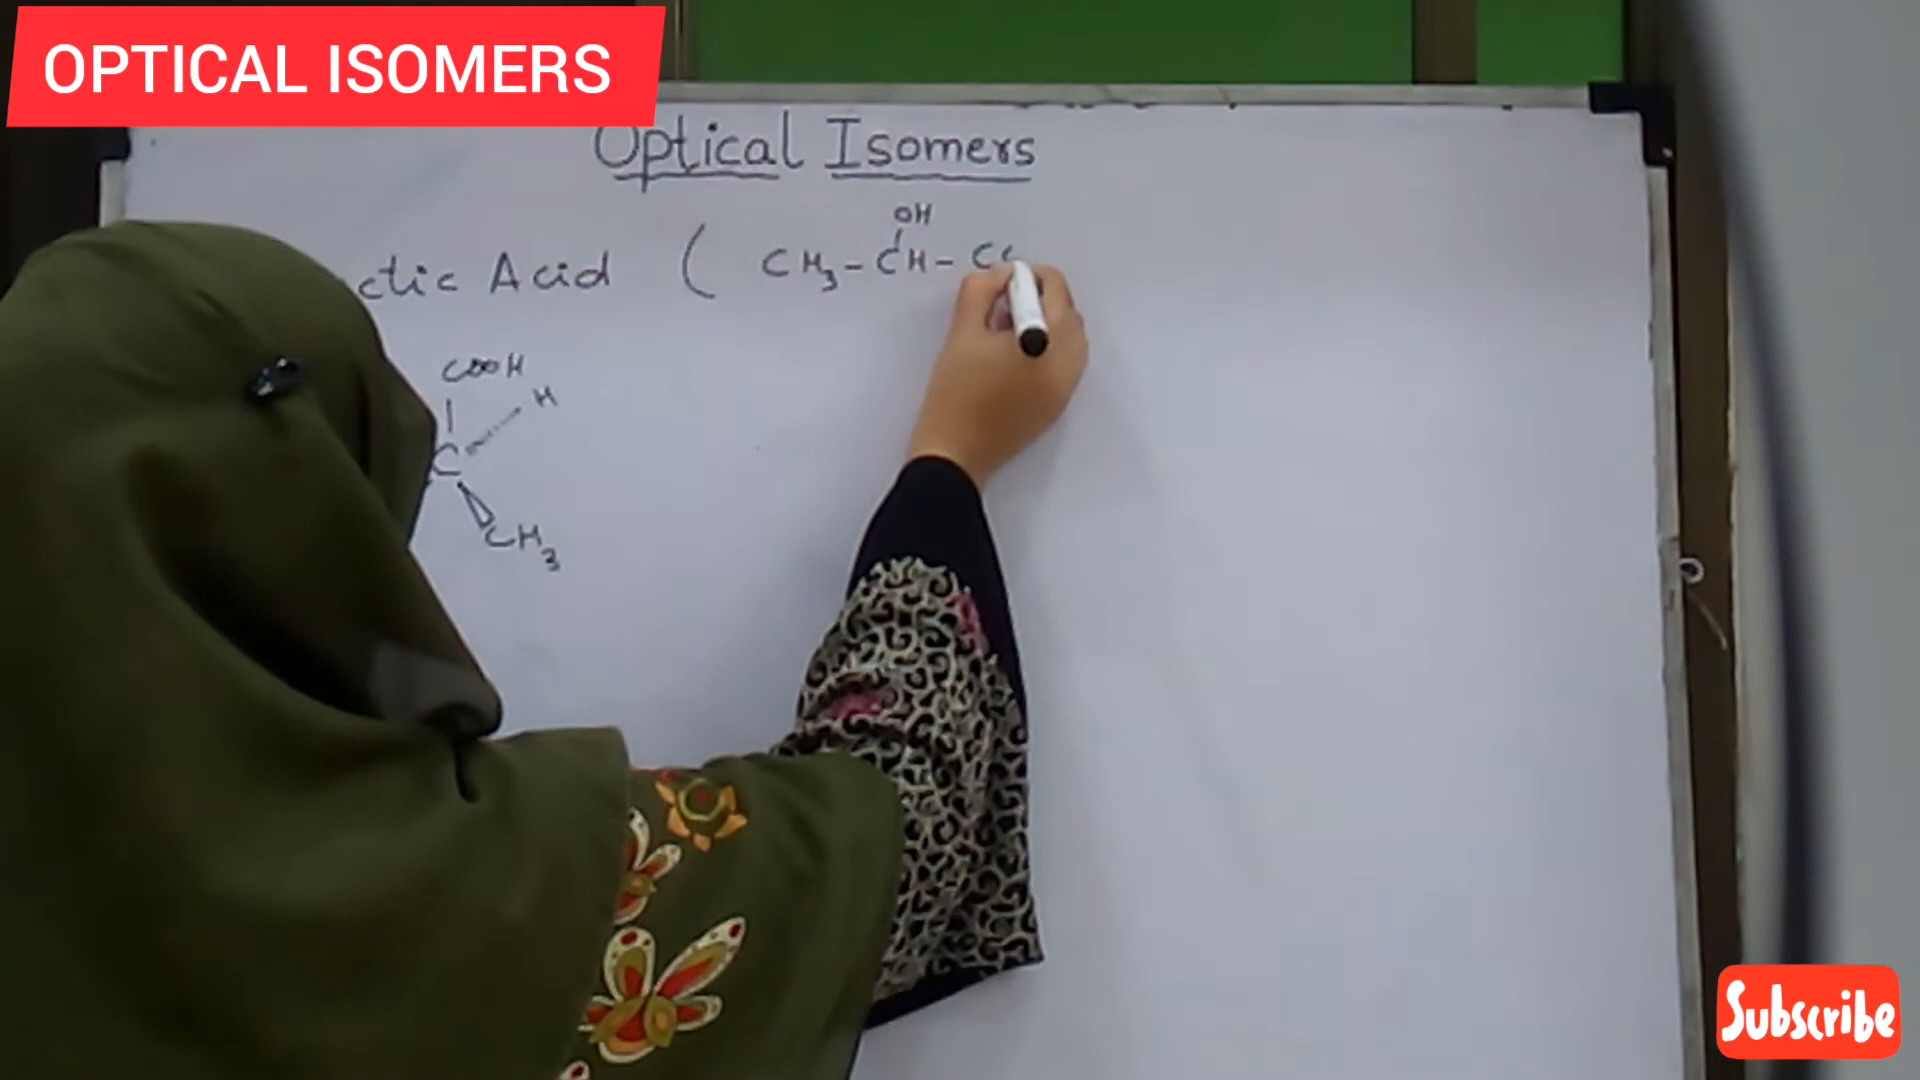 OPTICAL ISOMERS
Optical Isomers
OH
ctic Acid ( CH3-CH-C
COOH
H
C
CH3
Subscribe